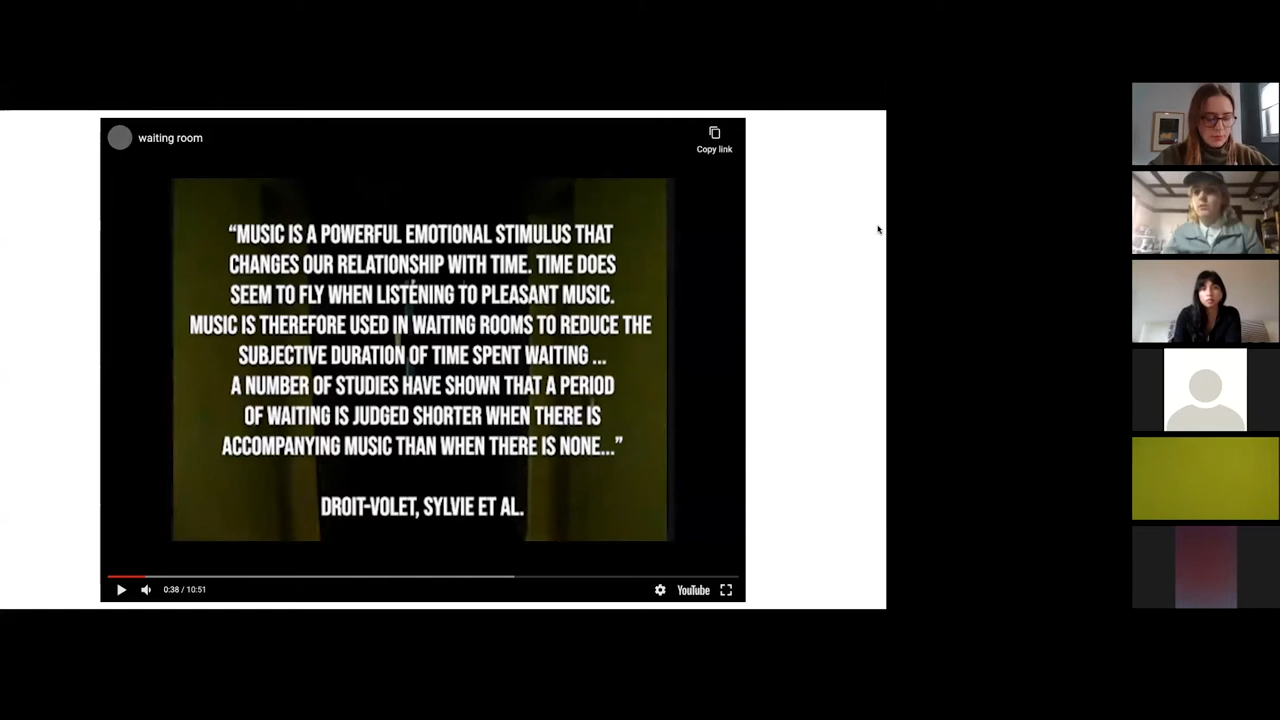 waiting room
Copy link
“MUSIC IS A POWERFUL EMOTIONAL STIMULUS THAT
CHANGES OUR RELATIONSHIP WITH TIME. TIME DOES
SEEM TO FLY WHEN LISTENING TO PLEASANT MUSIC.
MUSIC IS THEREFORE USED IN WAITING ROOMS TO REDUCE THE
SUBJECTIVE DURATION OF TIME SPENT WAITING ...
A NUMBER OF STUDIES HAVE SHOWN THAT A PERIOD
OF WAITING IS JUDGED SHORTER WHEN THERE IS
ACCOMPANYING MUSIC THAN WHEN THERE IS NONE...”
DROIT-VOLET, SYLVIE ET AL.
0:38 / 10:51
YouTube